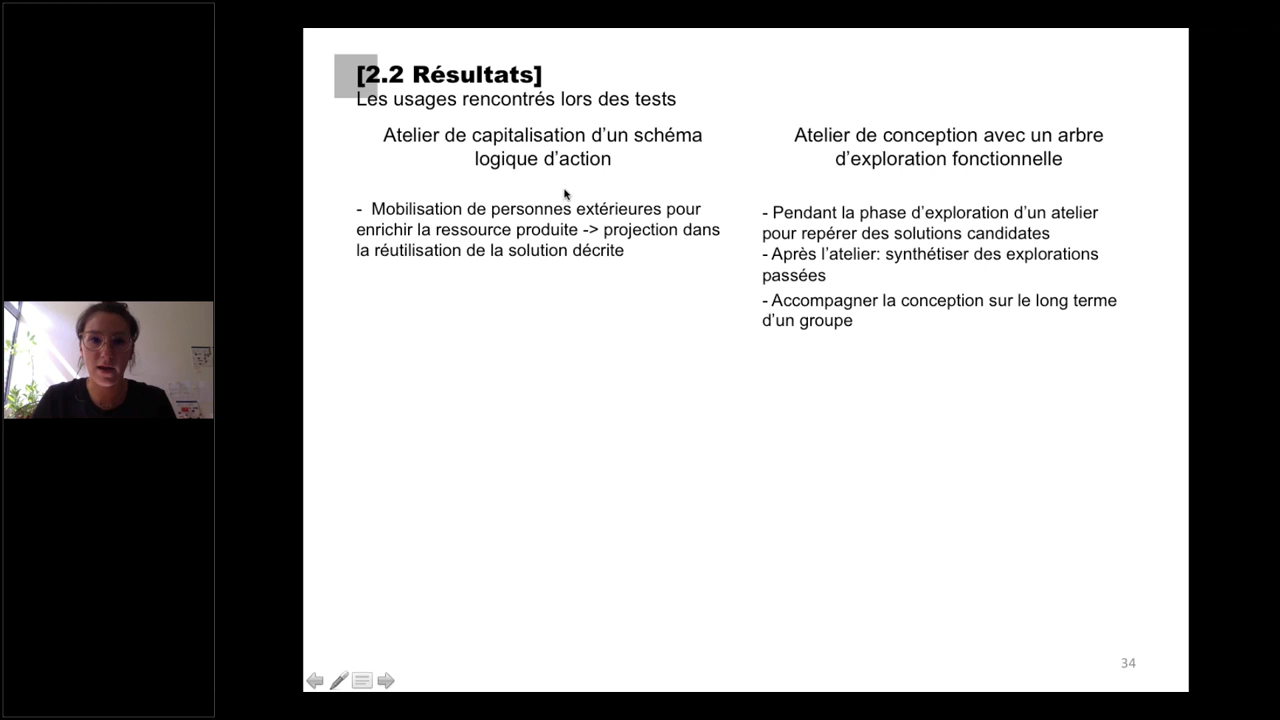 [2.2 Résultats]
Les usages rencontrés lors des tests
Atelier de capitalisation d’un schéma
logique d’action
- Mobilisation de personnes extérieures pour
enrichir la ressource produite -> projection dans
la réutilisation de la solution décrite
Atelier de conception avec un arbre
d’exploration fonctionnelle
- Pendant la phase d’exploration d’un atelier
pour repérer des solutions candidates
- Après l’atelier: synthétiser des explorations
passées
- Accompagner la conception sur le long terme
d’un groupe
34